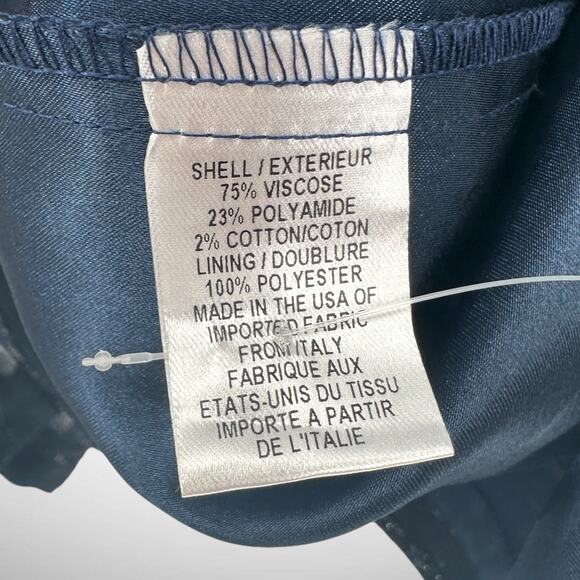 SHELL / EXTERIEUR
75% VISCOSE
23% POLYAMIDE
2% COTTON/COTON
LINING / DOUBLURE
100% POLYESTER
MADE IN THE USA OF
IMPORTED FABRIC
FROM ITALY
FABRIQUE AUX
ETATS-UNIS DU TISSU
IMPORTE A PARTIR
DE L'ITALIE